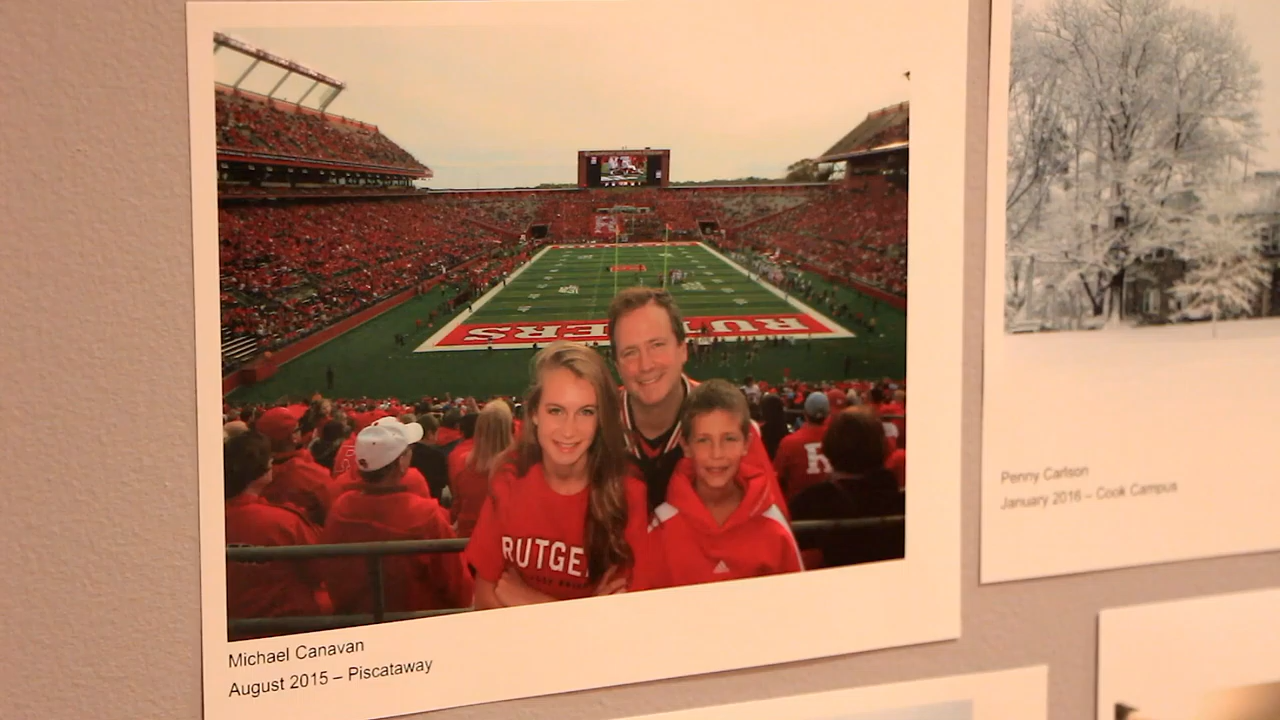 RUTGERS
RUTGE
R
Michael Canavan
August 2015 – Piscataway
Penny Carlson
January 2016 – Cook Campus